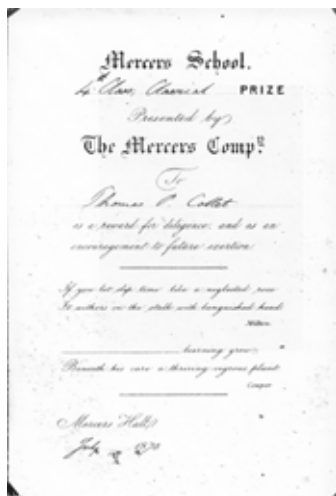 Mercers School.
4th Class, Classical PRIZE
Presented by
The Mercers Comp.y
To
Thomas P. Collet
as a reward for diligence, and as an
encouragement to future exertion
If you let slip time like a neglected rose
It withers on the stalk with languished head.
Milton
learning grew
Beneath his care a thriving vigorous plant
Cowper
Mercers Hall,
July 1870